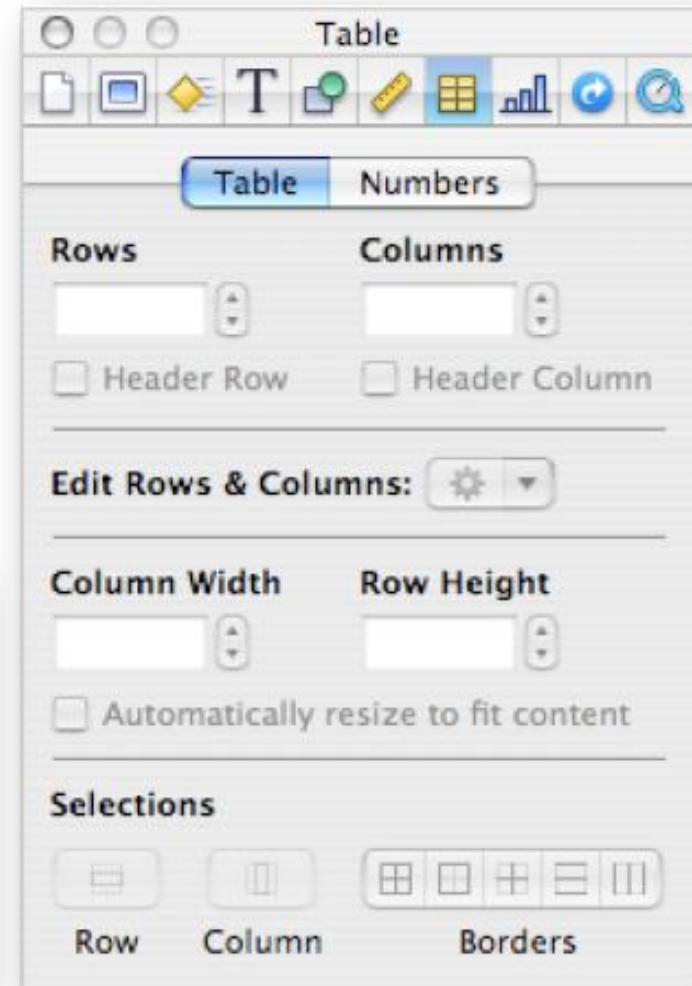 Table
T
Table Numbers
Rows Columns
Header Row Header Column
Edit Rows & Columns:
Column Width Row Height
Automatically resize to fit content
Selections
Row Column Borders